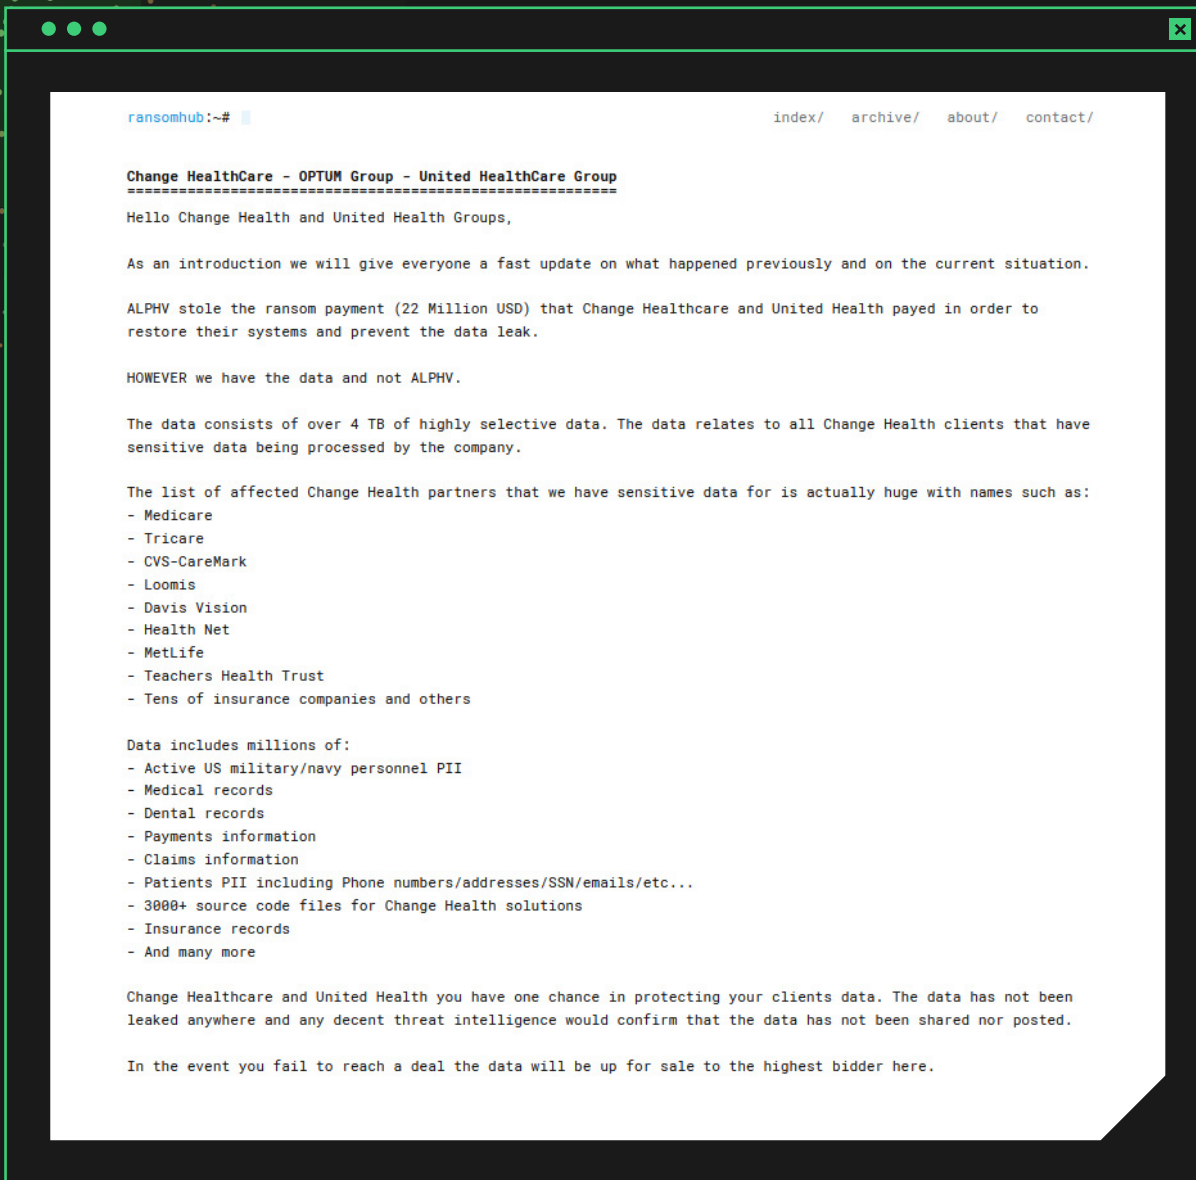 ransomhub:~#
index/ archive/ about/ contact/
Change HealthCare - OPTUM Group - United HealthCare Group
=========================================================
Hello Change Health and United Health Groups,
As an introduction we will give everyone a fast update on what happened previously and on the current situation.
ALPHV stole the ransom payment (22 Million USD) that Change Healthcare and United Health payed in order to
restore their systems and prevent the data leak.
HOWEVER we have the data and not ALPHV.
The data consists of over 4 TB of highly selective data. The data relates to all Change Health clients that have
sensitive data being processed by the company.
The list of affected Change Health partners that we have sensitive data for is actually huge with names such as:
- Medicare
- Tricare
- CVS-CareMark
- Loomis
- Davis Vision
- Health Net
- MetLife
- Teachers Health Trust
- Tens of insurance companies and others
Data includes millions of:
- Active US military/navy personnel PII
- Medical records
- Dental records
- Payments information
- Claims information
- Patients PII including Phone numbers/addresses/SSN/emails/etc...
- 3000+ source code files for Change Health solutions
- Insurance records
- And many more
Change Healthcare and United Health you have one chance in protecting your clients data. The data has not been
leaked anywhere and any decent threat intelligence would confirm that the data has not been shared nor posted.
In the event you fail to reach a deal the data will be up for sale to the highest bidder here.